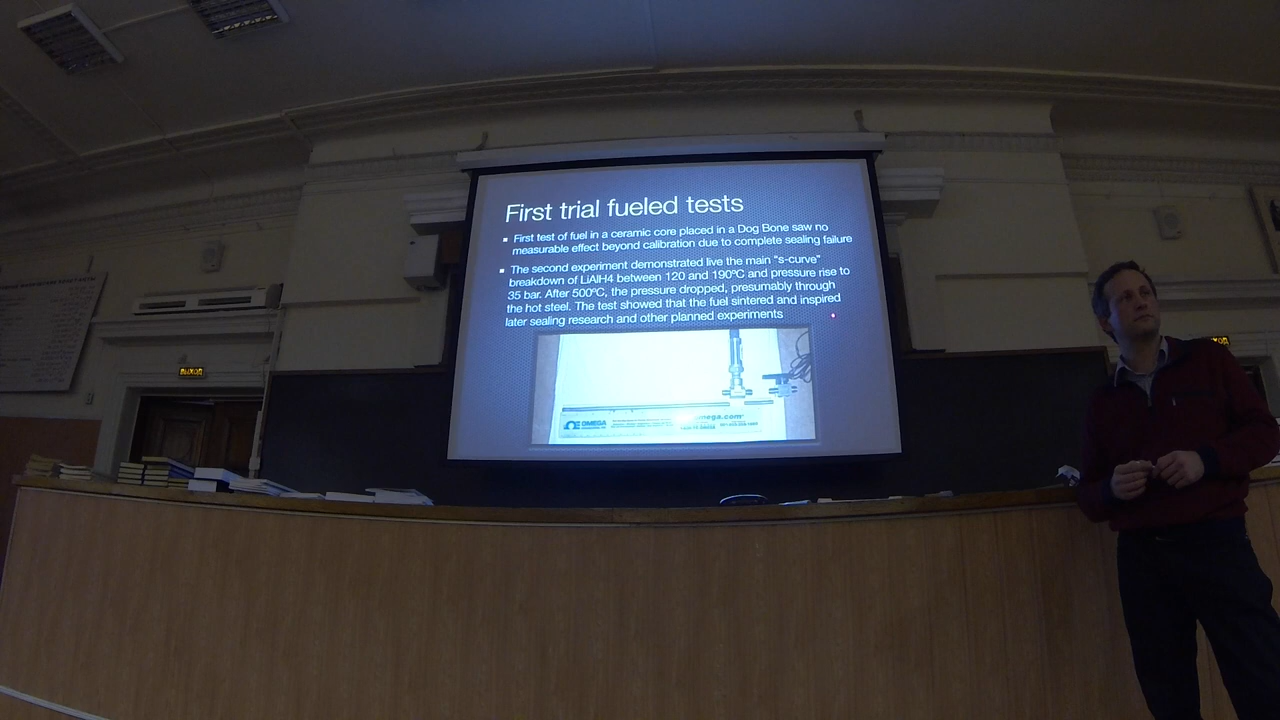 First trial fueled tests
First test of fuel in a ceramic core placed in a Dog Bone saw no
measurable effect beyond calibration due to complete sealing failure
The second experiment demonstrated live the main "s-curve"
breakdown of LiAlH4 between 120 and 190ºC and pressure rise to
35 bar. After 500ºC, the pressure dropped, presumably through
the hot steel. The test showed that the fuel sintered and inspired
later sealing research and other planned experiments
ΩE OMEGA
omega.com
ВЫХОД
ВЫХОД